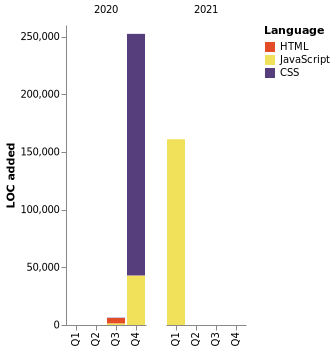 2020 2021
Language
HTML
JavaScript
CSS
LOC added
250,000
200,000
150,000
100,000
50,000
0
Q1 Q2 Q3 Q4 Q1 Q2 Q3 Q4